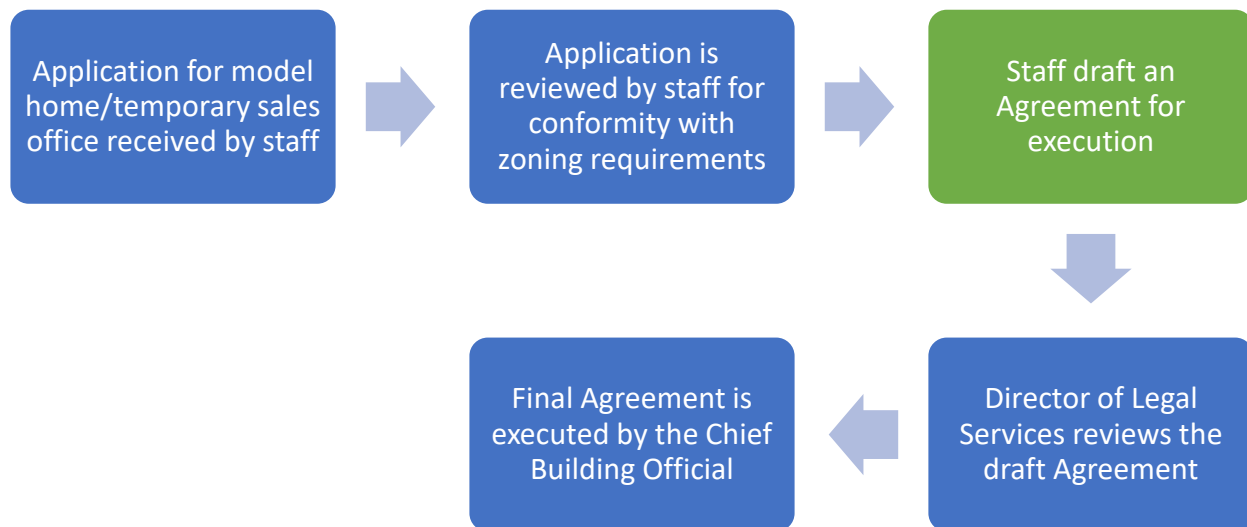 Application for model
home/temporary sales
office received by staff
Application is
reviewed by staff for
conformity with
zoning requirements
Staff draft an
Agreement for
execution
Director of Legal
Services reviews the
draft Agreement
Final Agreement is
executed by the Chief
Building Official